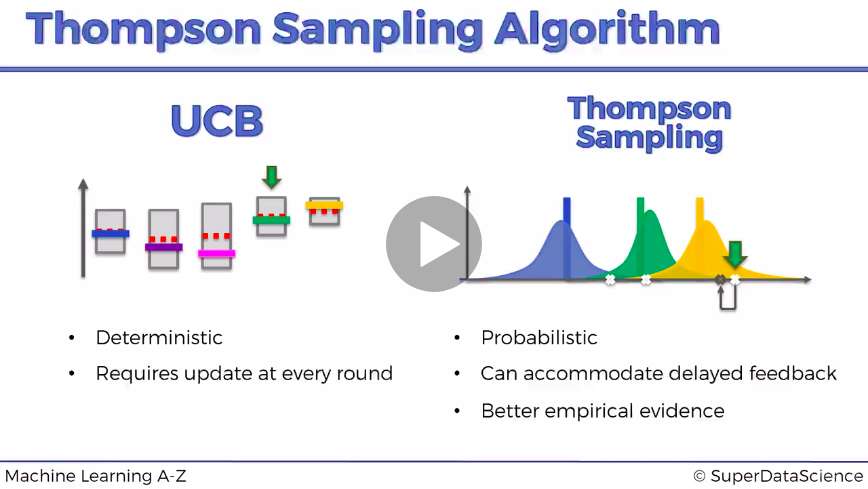 Thompson Sampling Algorithm
UCB
• Deterministic
• Requires update at every round
Thompson
Sampling
• Probabilistic
• Can accommodate delayed feedback
• Better empirical evidence
Machine Learning A-Z
© SuperDataScience